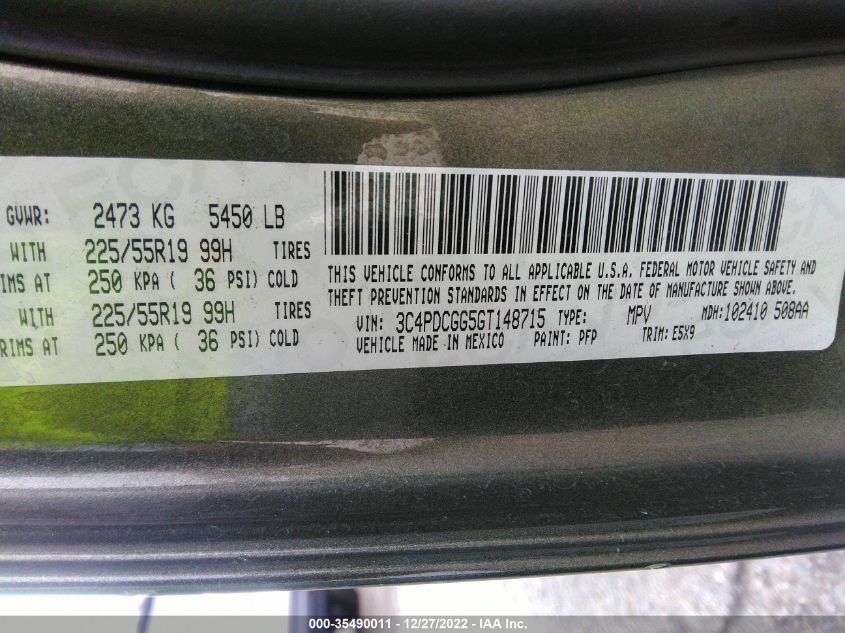 GVWR: 2473 KG 5450 LB
WITH 225/55R19 99H TIRES
IMS AT 250 KPA ( 36 PSI) COLD
WITH 225/55R19 99H TIRES
RIMS AT 250 KPA ( 36 PSI) COLD
THIS VEHICLE CONFORMS TO ALL APPLICABLE U.S.A. FEDERAL MOTOR VEHICLE SAFETY AND
THEFT PREVENTION STANDARDS IN EFFECT ON THE DATE OF MANUFACTURE SHOWN ABOVE.
VIN: 3C4PDCGG5GT148715 TYPE: MPV MDH: 102410 508AA
VEHICLE MADE IN MEXICO PAINT: PFP TRIM: E5X9
000-35490011 - 12/27/2022 - IAA Inc.